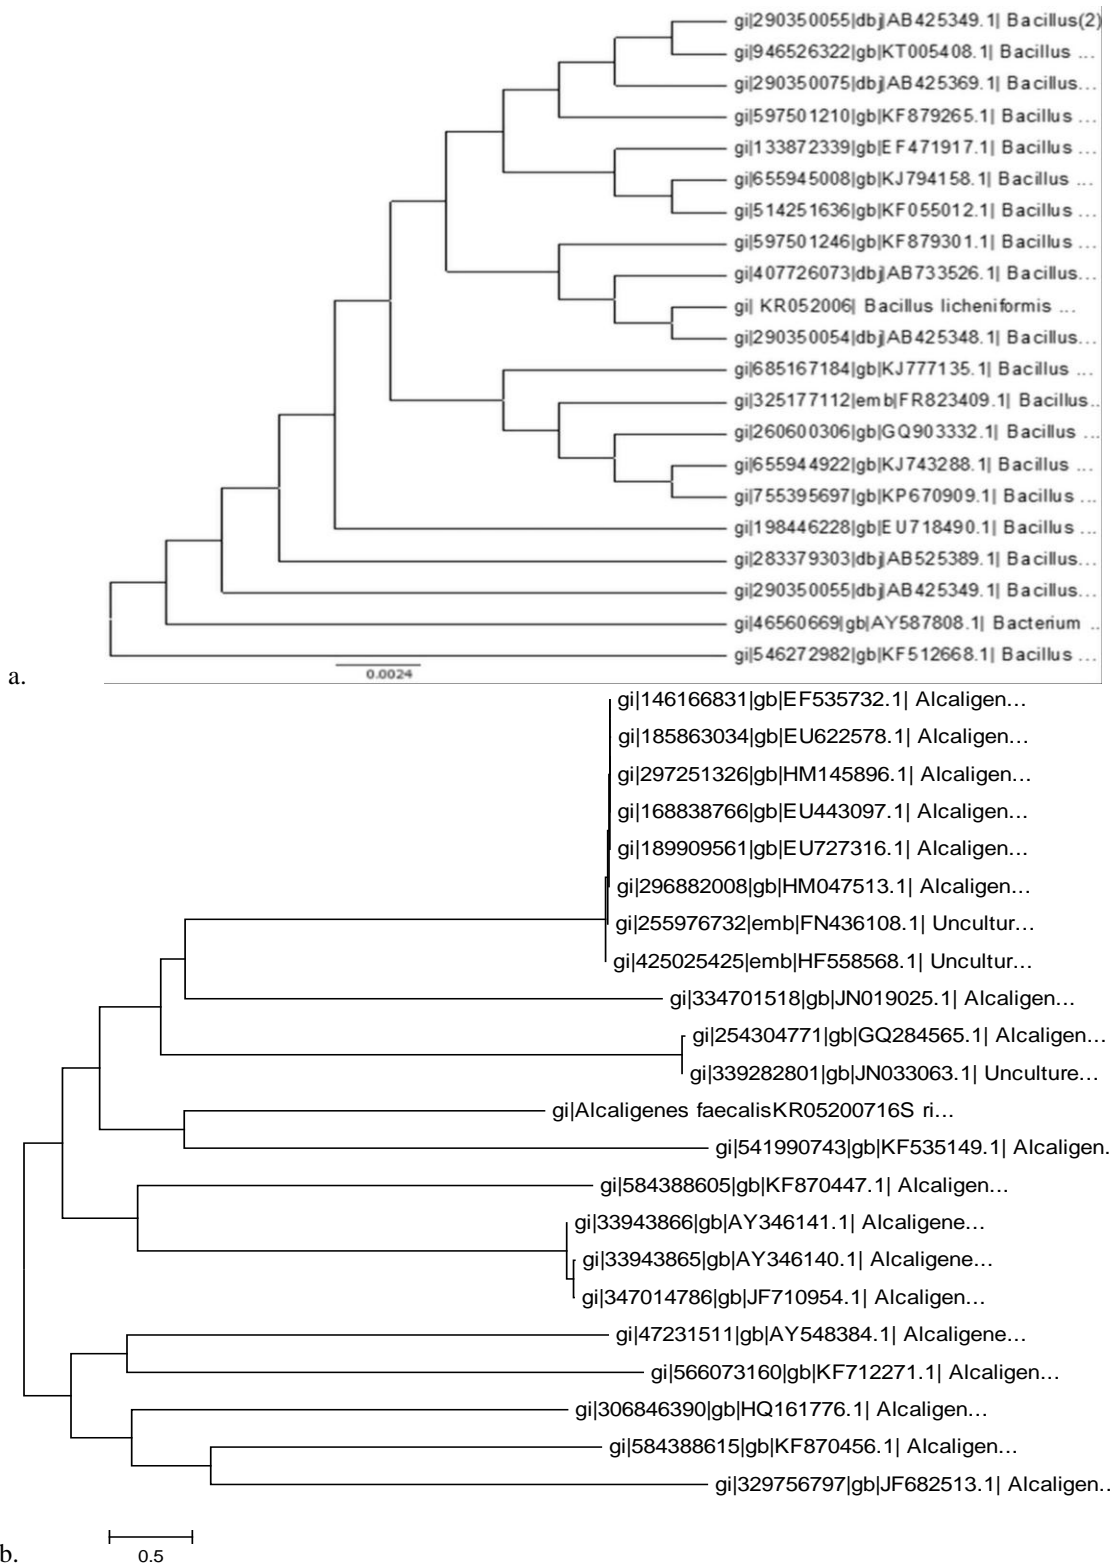 gi|290350055|dbj|AB425349.1| Bacillus(2)
gi|946526322|gb|KT005408.1| Bacillus ...
gi|290350075|dbj|AB425369.1| Bacillus...
gi|597501210|gb|KF879265.1| Bacillus ...
gi|133872339|gb|EF471917.1| Bacillus ...
gi|655945008|gb|KJ794158.1| Bacillus ...
gi|514251636|gb|KF055012.1| Bacillus ...
gi|597501246|gb|KF879301.1| Bacillus ...
gi|407726073|dbj|AB733526.1| Bacillus...
gi| KR052006| Bacillus licheniformis ...
gi|290350054|dbj|AB425348.1| Bacillus...
gi|685167184|gb|KJ777135.1| Bacillus ...
gi|325177112|emb|FR823409.1| Bacillus..
gi|260600306|gb|GQ903332.1| Bacillus ...
gi|655944922|gb|KJ743288.1| Bacillus ...
gi|755395697|gb|KP670909.1| Bacillus ...
gi|198446228|gb|EU718490.1| Bacillus ...
gi|283379303|dbj|AB525389.1| Bacillus...
gi|290350055|dbj|AB425349.1| Bacillus...
gi|46560669|gb|AY587808.1| Bacterium ..
gi|546272982|gb|KF512668.1| Bacillus ...
0.0024
a.
gi|146166831|gb|EF535732.1| Alcaligen...
gi|185863034|gb|EU622578.1| Alcaligen...
gi|297251326|gb|HM145896.1| Alcaligen...
gi|168838766|gb|EU443097.1| Alcaligen...
gi|189909561|gb|EU727316.1| Alcaligen...
gi|296882008|gb|HM047513.1| Alcaligen...
gi|255976732|emb|FN436108.1| Uncultur...
gi|425025425|emb|HF558568.1| Uncultur...
gi|334701518|gb|JN019025.1| Alcaligen...
gi|254304771|gb|GQ284565.1| Alcaligen...
gi|339282801|gb|JN033063.1| Unculture...
gi|Alcaligenes faecalisKR05200716S ri...
gi|541990743|gb|KF535149.1| Alcaligen.
gi|584388605|gb|KF870447.1| Alcaligen...
gi|33943866|gb|AY346141.1| Alcaligene...
gi|33943865|gb|AY346140.1| Alcaligene...
gi|347014786|gb|JF710954.1| Alcaligen...
gi|47231511|gb|AY548384.1| Alcaligene...
gi|566073160|gb|KF712271.1| Alcaligen...
gi|306846390|gb|HQ161776.1| Alcaligen...
gi|584388615|gb|KF870456.1| Alcaligen...
gi|329756797|gb|JF682513.1| Alcaligen..
0.5
b.